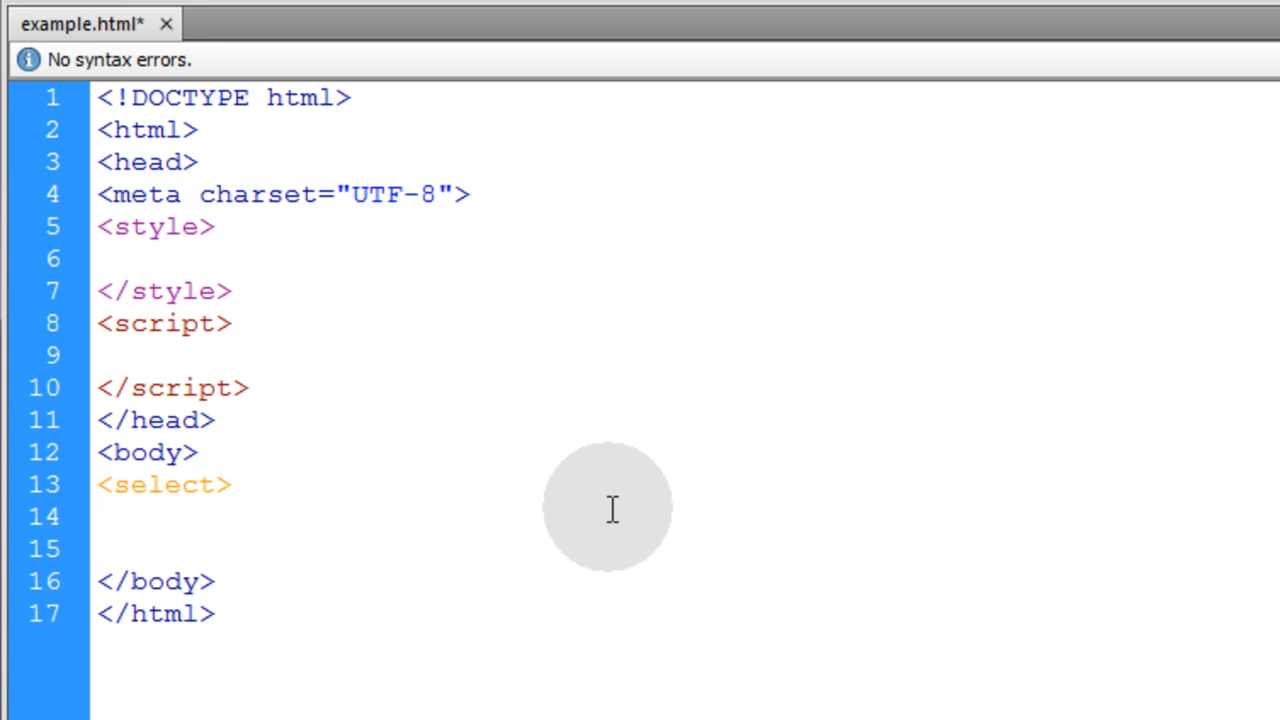 example.html* ×
No syntax errors.
1 <!DOCTYPE html>
2 <html>
3 <head>
4 <meta charset="UTF-8">
5 <style>
6
7 </style>
8 <script>
9
10 </script>
11 </head>
12 <body>
13 <select>
14
15
16 </body>
17 </html>